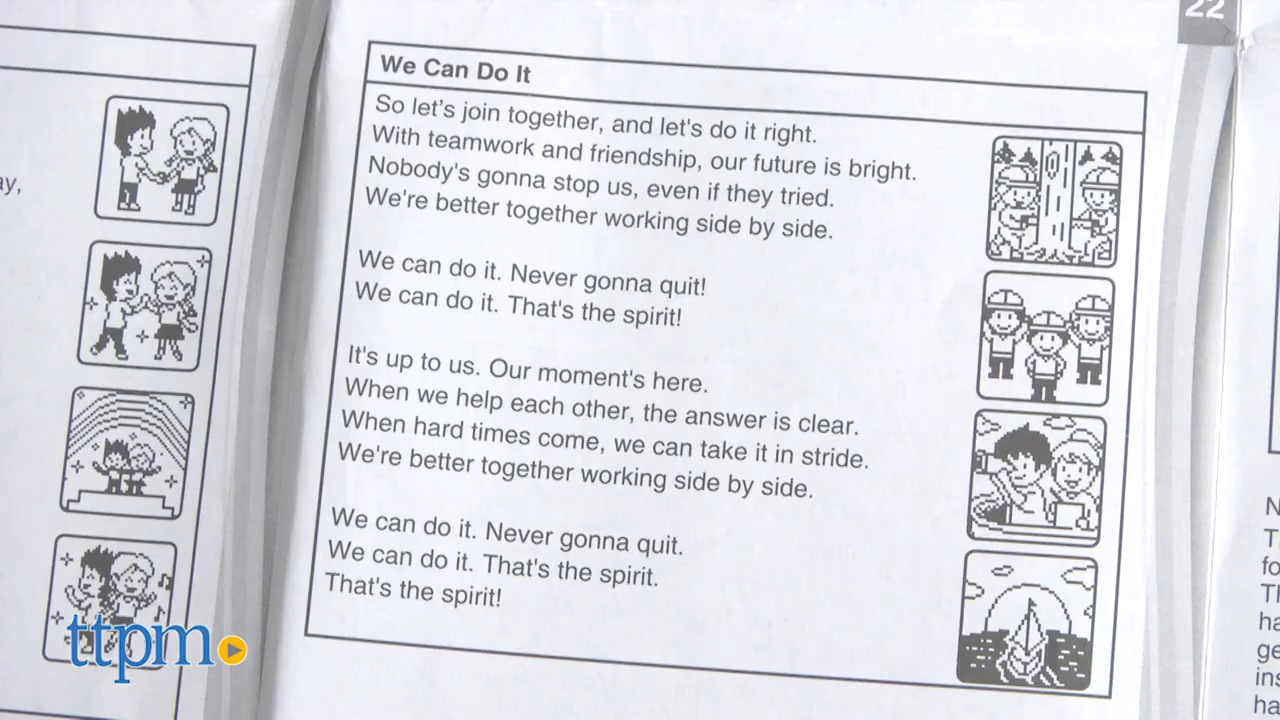 22
ay,
We Can Do It
So let's join together, and let's do it right.
With teamwork and friendship, our future is bright.
Nobody's gonna stop us, even if they tried.
We're better together working side by side.
We can do it. Never gonna quit!
We can do it. That's the spirit!
It's up to us. Our moment's here.
When we help each other, the answer is clear.
When hard times come, we can take it in stride.
We're better together working side by side.
We can do it. Never gonna quit.
We can do it. That's the spirit.
That's the spirit!
ttpm